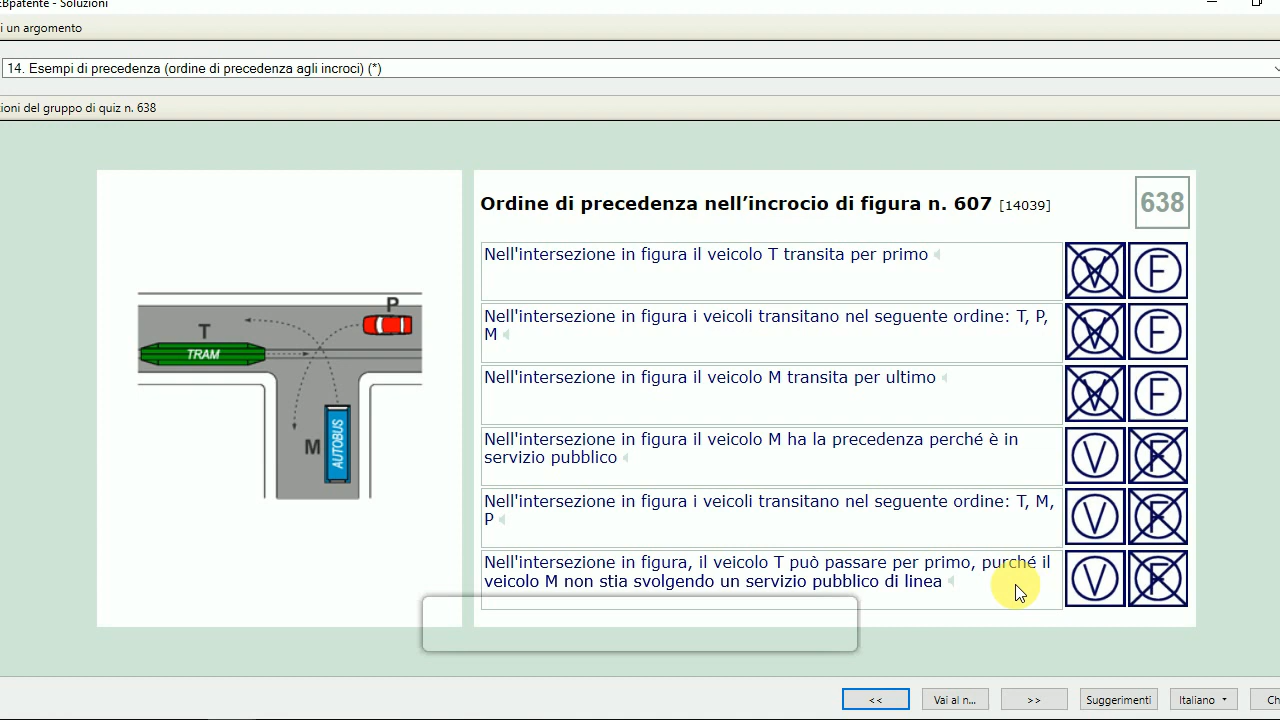 EBpatente - Soluzioni
i un argomento
14. Esempi di precedenza (ordine di precedenza agli incroci) (*)
ioni del gruppo di quiz n. 638
Ordine di precedenza nell’incrocio di figura n. 607 [14039]
638
Nell'intersezione in figura il veicolo T transita per primo
V F
Nell'intersezione in figura i veicoli transitano nel seguente ordine: T, P,
M
V F
Nell'intersezione in figura il veicolo M transita per ultimo
V F
Nell'intersezione in figura il veicolo M ha la precedenza perché è in
servizio pubblico
V F
Nell'intersezione in figura i veicoli transitano nel seguente ordine: T, M,
P
V F
Nell'intersezione in figura, il veicolo T può passare per primo, purché il
veicolo M non stia svolgendo un servizio pubblico di linea
V F
P
T
TRAM
M
AUTOBUS
<<
Vai al n...
>>
Suggerimenti
Italiano
Ch